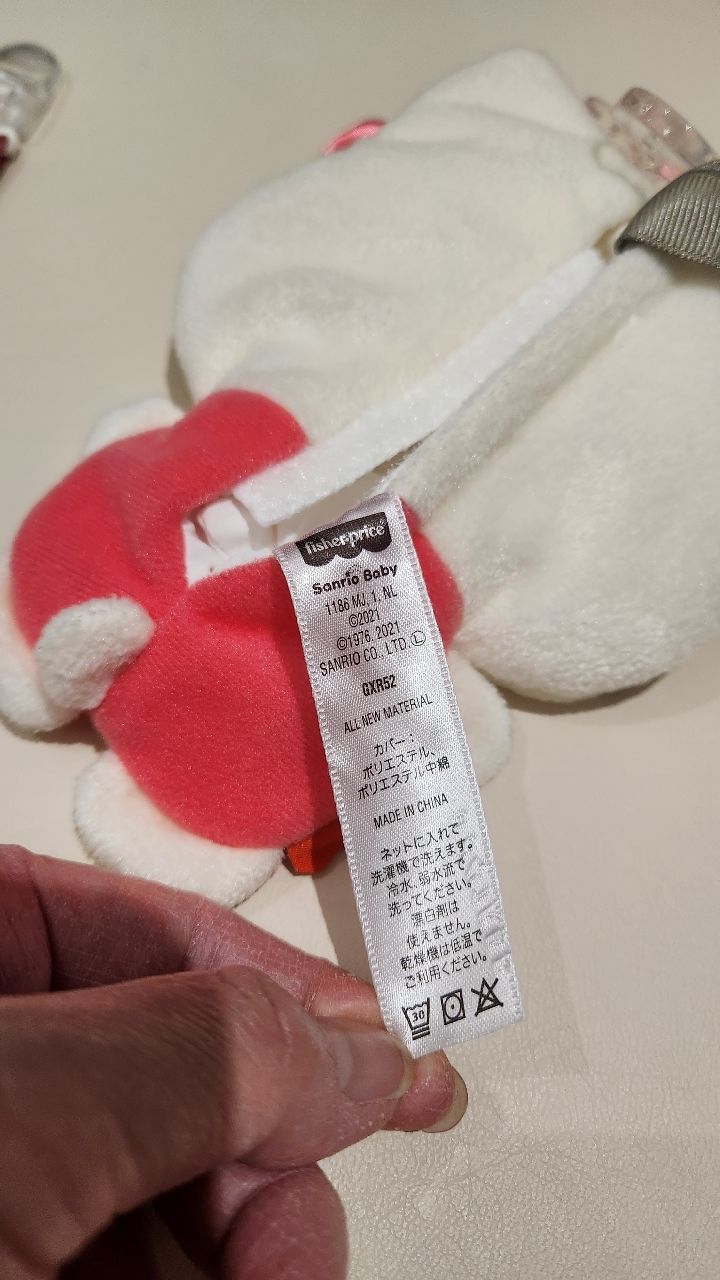 fisher-price
Sanrio Baby
1186 MJ, 1, NL
©2021
©1976, 2021
SANRIO CO., LTD. Ⓛ
GXR52
ALL NEW MATERIAL
カバー：
ポリエステル、
ポリエステル中綿
MADE IN CHINA
ネットに入れて
洗濯機で洗えます。
冷水、弱水流で
洗ってください。
漂白剤は
使えません。
乾燥機は低温で
ご利用ください。
30